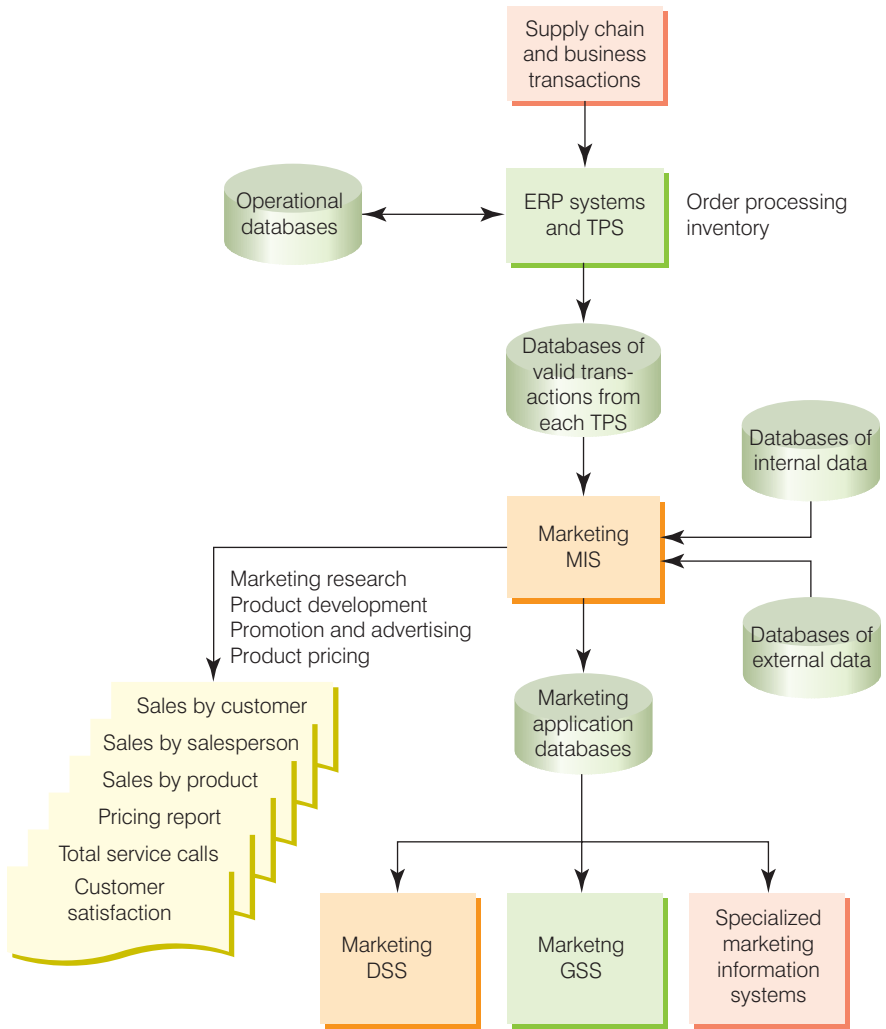 Supply chain
and business
transactions
Operational
databases
ERP systems
and TPS
Order processing
inventory
Databases of
valid trans-
actions from
each TPS
Databases of
internal data
Marketing
MIS
Marketing research
Product development
Promotion and advertising
Product pricing
Databases of
external data
Sales by customer
Sales by salesperson
Sales by product
Pricing report
Total service calls
Customer
satisfaction
Marketing
application
databases
Marketing
DSS
Marketng
GSS
Specialized
marketing
information
systems